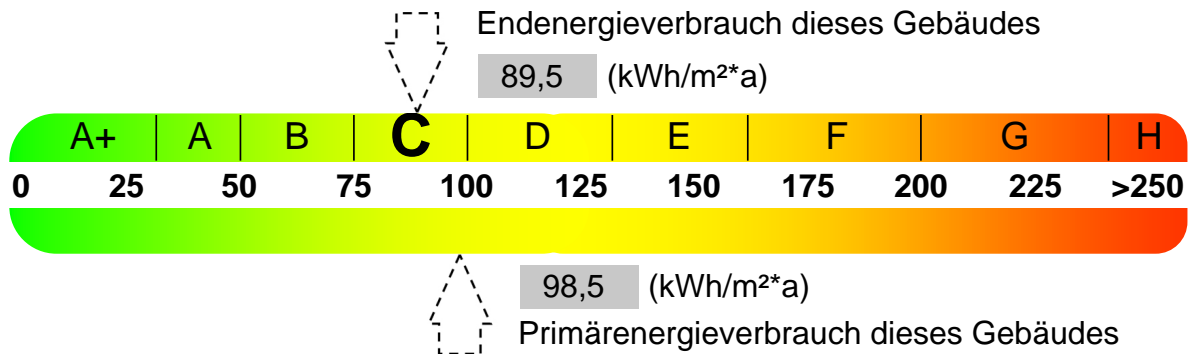 Endenergieverbrauch dieses Gebäudes
89,5 (kWh/m²*a)
A+ A B C D E F G H
0 25 50 75 100 125 150 175 200 225 >250
98,5 (kWh/m²*a)
Primärenergieverbrauch dieses Gebäudes